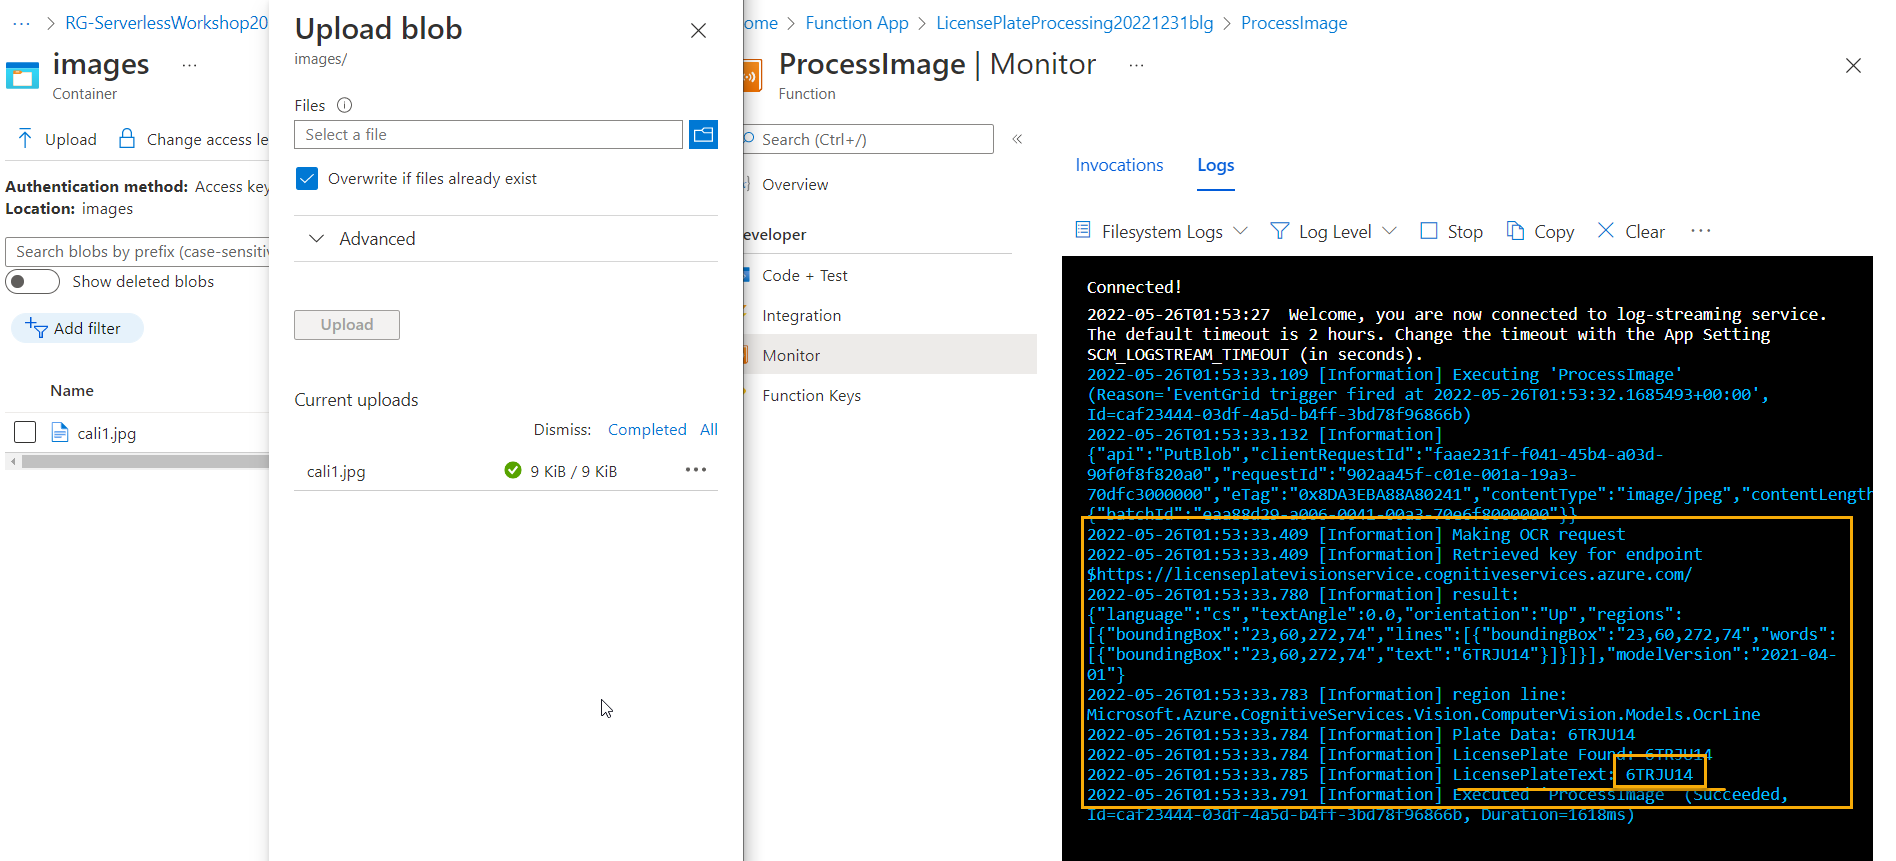 ... > RG-ServerlessWorkshop20
images ...
Container
Upload
Change access le
Authentication method: Access key
Location: images
Search blobs by prefix (case-sensitiv
Show deleted blobs
Add filter
Name
cali1.jpg
Upload blob
images/
Files
Select a file
Overwrite if files already exist
Advanced
Upload
Current uploads
Dismiss: Completed All
cali1.jpg 9 KiB / 9 KiB ...
ome > Function App > LicensePlateProcessing20221231blg > ProcessImage
ProcessImage | Monitor ...
Function
Search (Ctrl+/) «
Overview
eveloper
Code + Test
Integration
Monitor
Function Keys
Invocations Logs
Filesystem Logs Log Level Stop Copy Clear ...
Connected!
2022-05-26T01:53:27  Welcome, you are now connected to log-streaming service.
The default timeout is 2 hours. Change the timeout with the App Setting
SCM_LOGSTREAM_TIMEOUT (in seconds).
2022-05-26T01:53:33.109 [Information] Executing 'ProcessImage'
(Reason='EventGrid trigger fired at 2022-05-26T01:53:32.1685493+00:00',
Id=caf23444-03df-4a5d-b4ff-3bd78f96866b)
2022-05-26T01:53:33.132 [Information]
{"api":"PutBlob","clientRequestId":"faae231f-f041-45b4-a03d-
90f0f8f820a0","requestId":"902aa45f-c01e-001a-19a3-
70dfc3000000","eTag":"0x8DA3EBA88A80241","contentType":"image/jpeg","contentLength
{"batchId":"eaa88d29-a006-0041-00a3-70e6f8000000"}}
2022-05-26T01:53:33.409 [Information] Making OCR request
2022-05-26T01:53:33.409 [Information] Retrieved key for endpoint
$https://licenseplatevisionservice.cognitiveservices.azure.com/
2022-05-26T01:53:33.780 [Information] result:
{"language":"cs","textAngle":0.0,"orientation":"Up","regions":
[{"boundingBox":"23,60,272,74","lines":[{"boundingBox":"23,60,272,74","words":
[{"boundingBox":"23,60,272,74","text":"6TRJU14"}]}]}],"modelVersion":"2021-04-
01"}
2022-05-26T01:53:33.783 [Information] region line:
Microsoft.Azure.CognitiveServices.Vision.ComputerVision.Models.OcrLine
2022-05-26T01:53:33.784 [Information] Plate Data: 6TRJU14
2022-05-26T01:53:33.784 [Information] LicensePlate Found: 6TRJU14
2022-05-26T01:53:33.785 [Information] LicensePlateText: 6TRJU14
2022-05-26T01:53:33.791 [Information] Executed 'ProcessImage' (Succeeded,
Id=caf23444-03df-4a5d-b4ff-3bd78f96866b, Duration=1618ms)